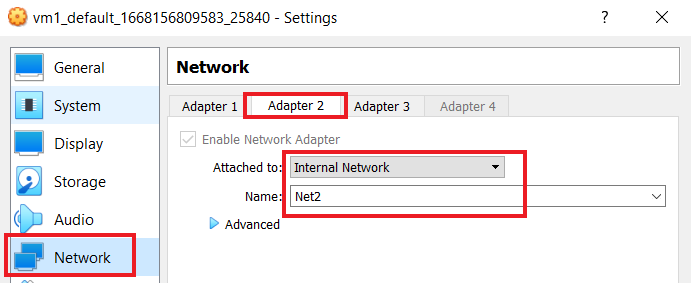 vm1_default_1668156809583_25840 - Settings
?
General
System
Display
Storage
Audio
Network
Network
Adapter 1 Adapter 2 Adapter 3 Adapter 4
Enable Network Adapter
Attached to: Internal Network
Name: Net2
Advanced